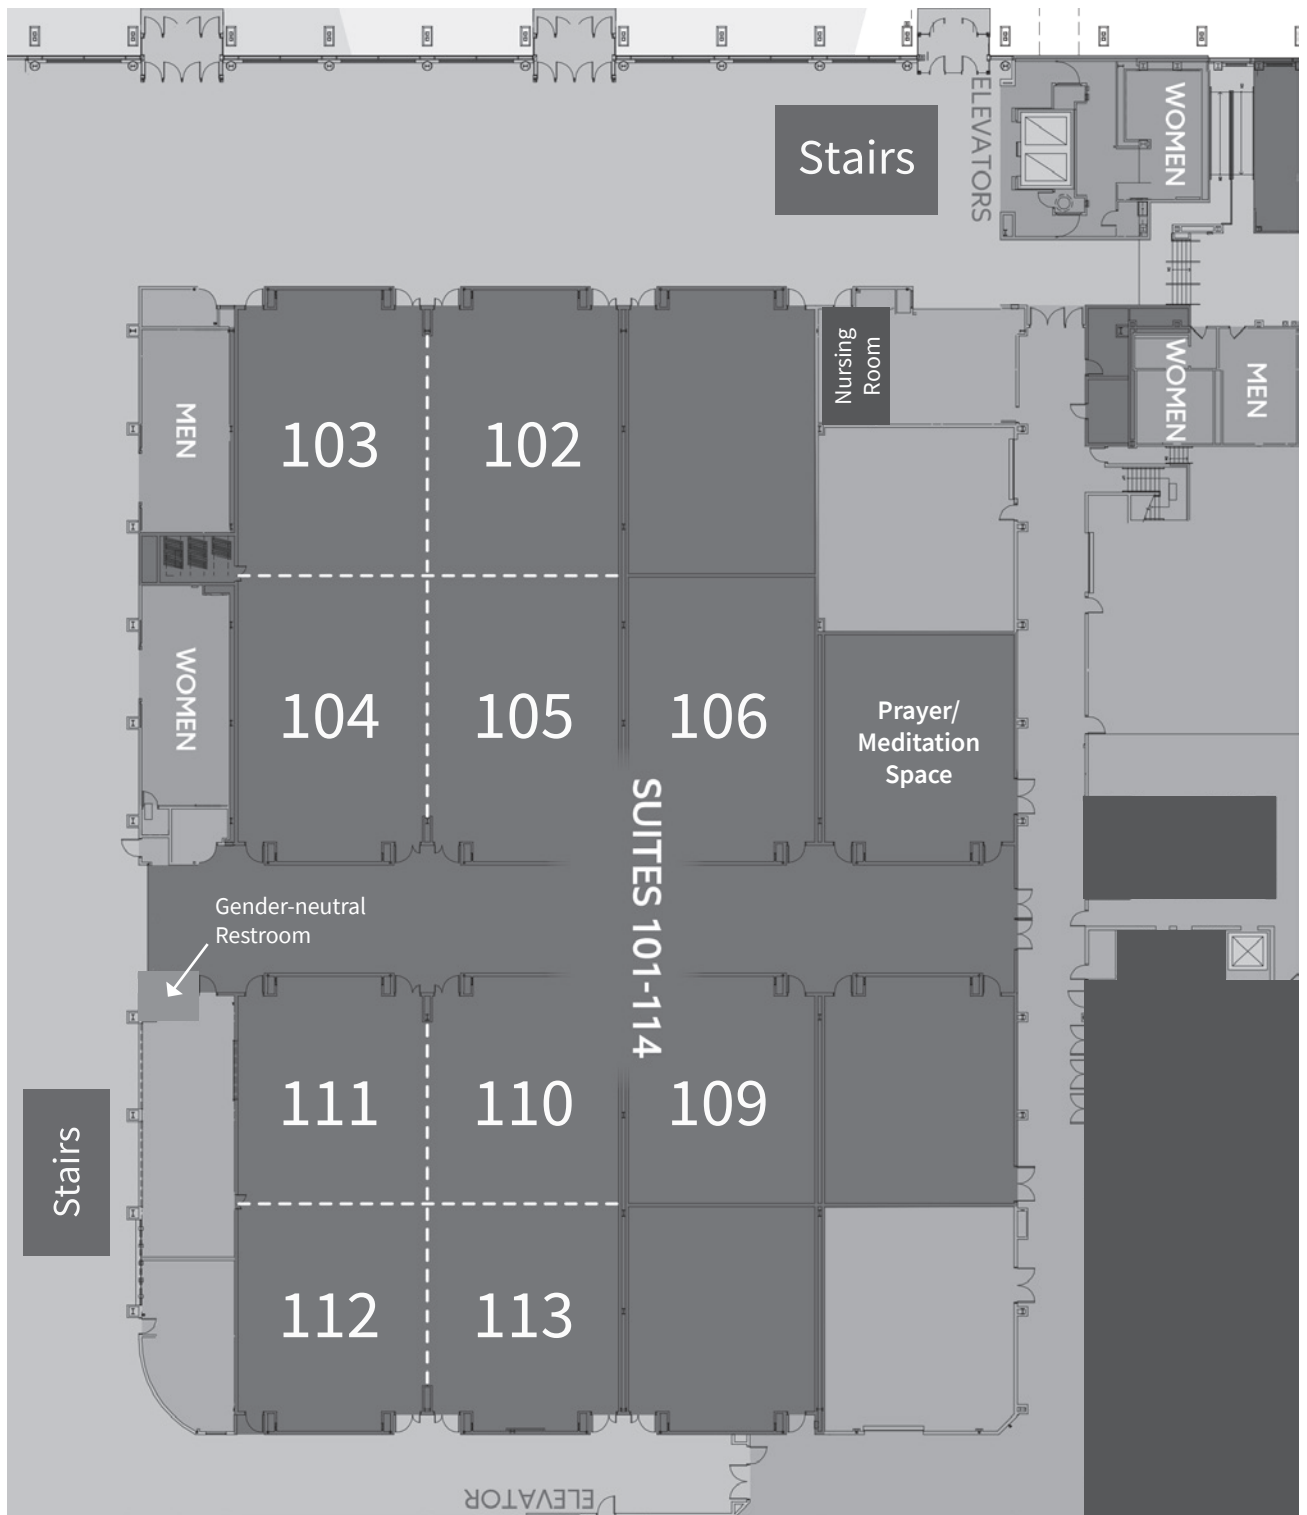 ELEVATORS
WOMEN
Stairs
Nursing
Room
WOMEN
MEN
MEN
103
102
WOMEN
104
105
106
Prayer/
Meditation
Space
SUITES 101-114
Gender-neutral
Restroom
111
110
109
Stairs
112
113
ELEVATOR